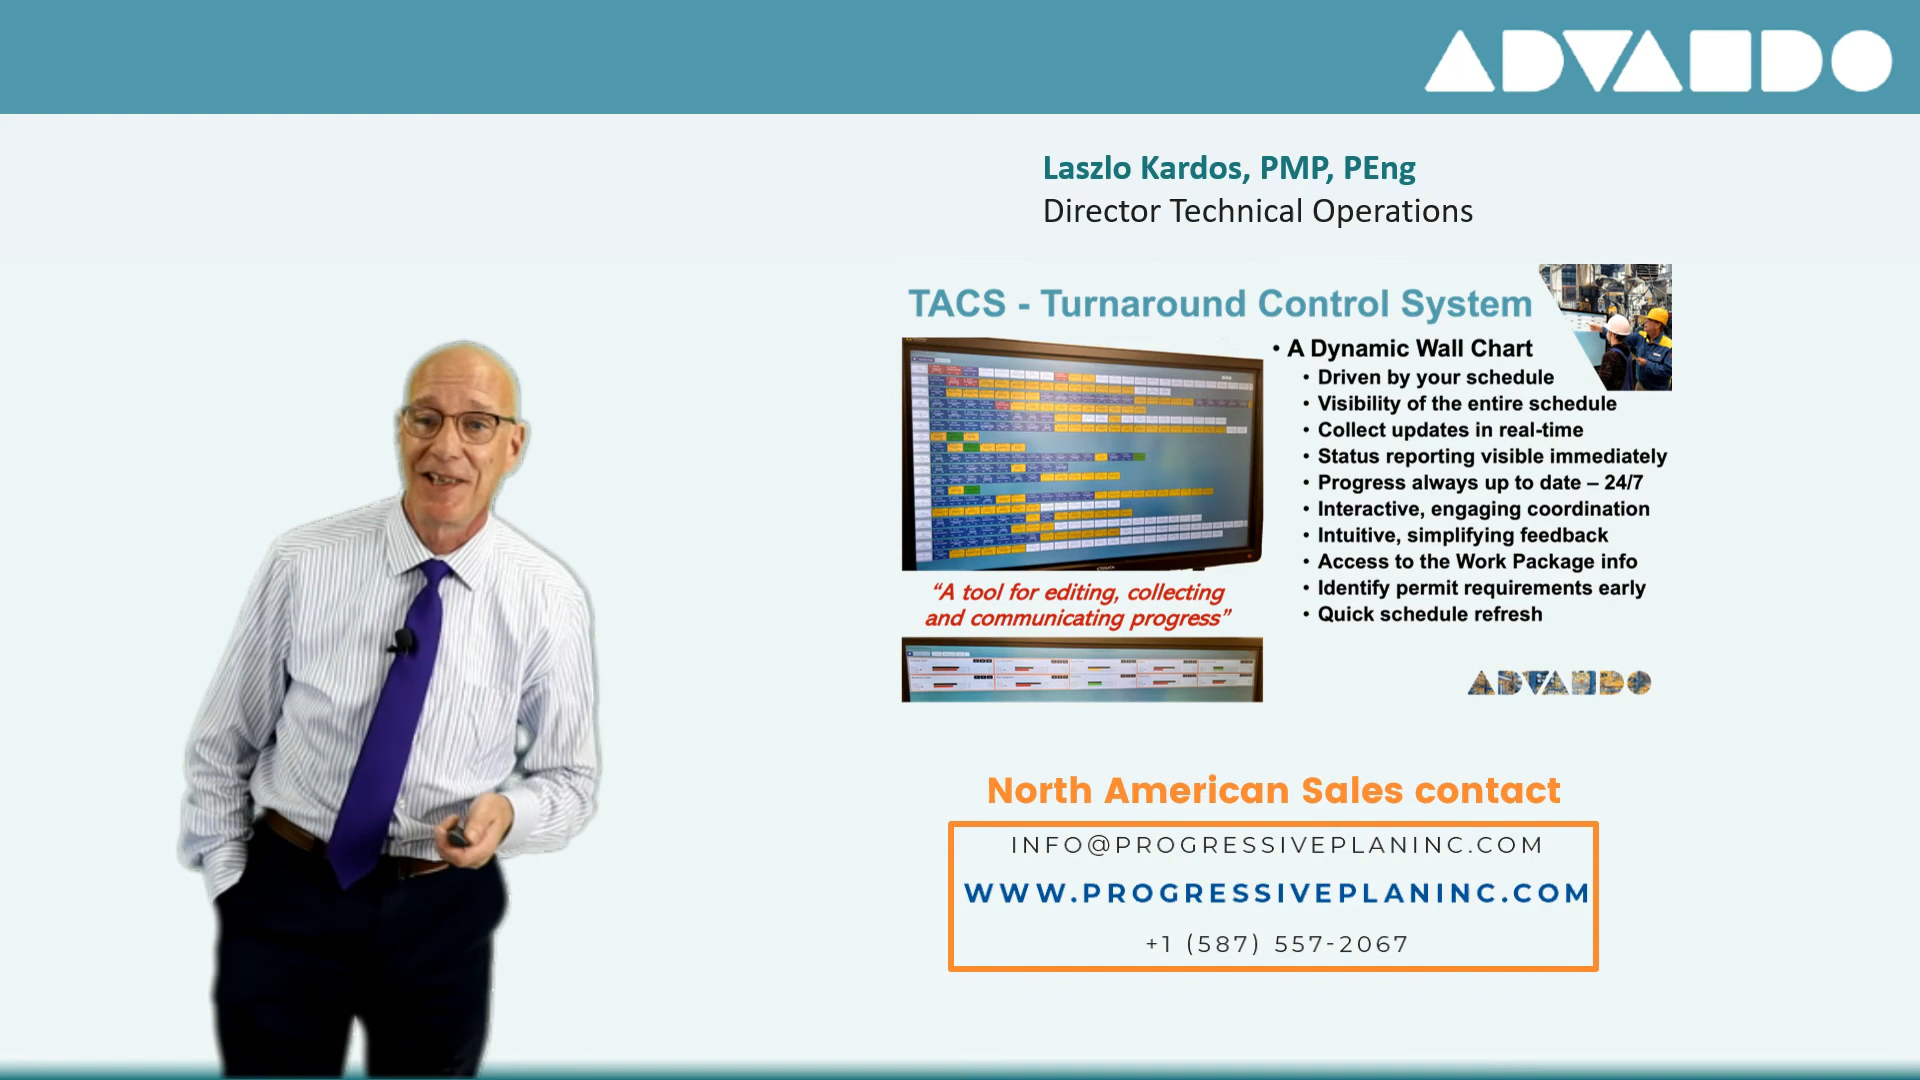 ADVANDO
Laszlo Kardos, PMP, PEng
Director Technical Operations
TACS - Turnaround Control System
• A Dynamic Wall Chart
• Driven by your schedule
• Visibility of the entire schedule
• Collect updates in real-time
• Status reporting visible immediately
• Progress always up to date – 24/7
• Interactive, engaging coordination
• Intuitive, simplifying feedback
• Access to the Work Package info
• Identify permit requirements early
• Quick schedule refresh
“A tool for editing, collecting
and communicating progress”
ADVANDO
North American Sales contact
INFO@PROGRESSIVEPLANINC.COM
WWW.PROGRESSIVEPLANINC.COM
+1 (587) 557-2067